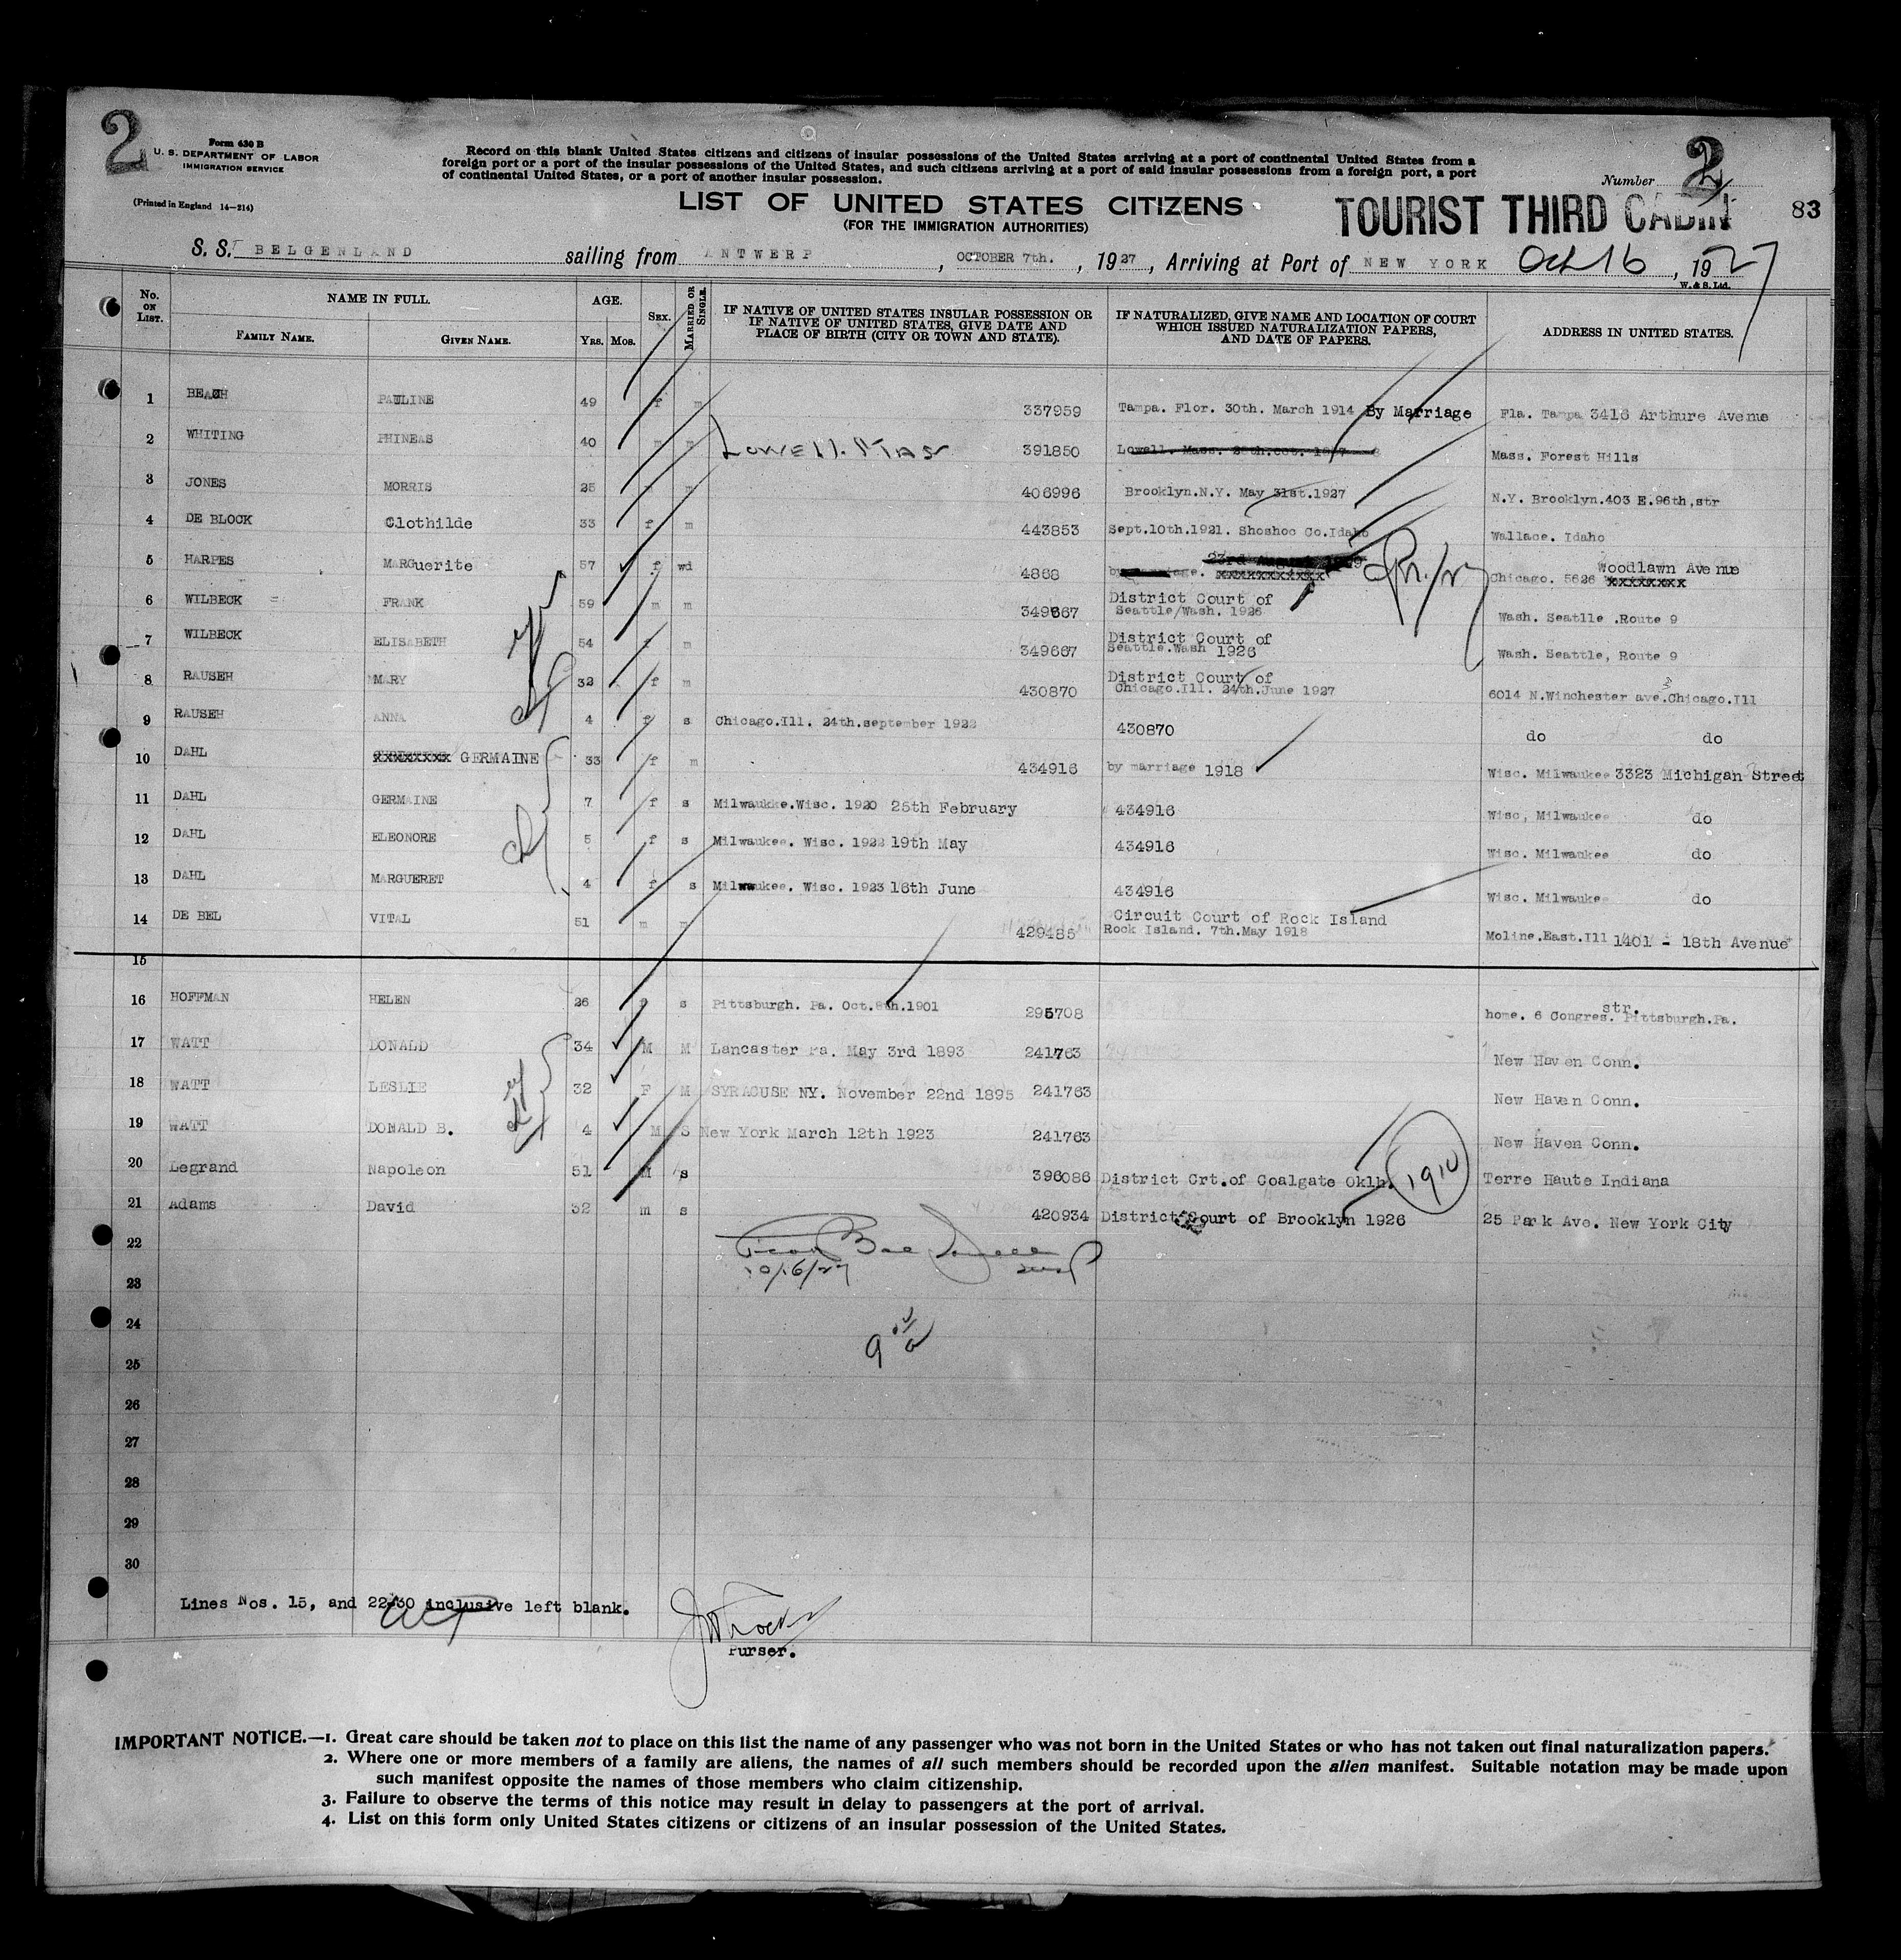 2
Form 630 B
U. S. DEPARTMENT OF LABOR
IMMIGRATION SERVICE
(Printed in England 14—214)
Record on this blank United States citizens and citizens of insular possessions of the United States arriving at a port of continental United States from a
foreign port or a port of the insular possessions of the United States, and such citizens arriving at a port of said insular possessions from a foreign port, a port
of continental United States, or a port of another insular possession.
Number 2
LIST OF UNITED STATES CITIZENS
(FOR THE IMMIGRATION AUTHORITIES)
TOURIST THIRD CABIN
83
S. S. BELGENLAND sailing from ANTWERP, OCTOBER 7th., 1927, Arriving at Port of NEW YORK Oct 16, 1927
W. & S. Ltd.
No. ON LIST. NAME IN FULL. AGE. SEX. MARRIED OR SINGLE. IF NATIVE OF UNITED STATES INSULAR POSSESSION OR IF NATIVE OF UNITED STATES, GIVE DATE AND PLACE OF BIRTH (CITY OR TOWN AND STATE). IF NATURALIZED, GIVE NAME AND LOCATION OF COURT WHICH ISSUED NATURALIZATION PAPERS, AND DATE OF PAPERS. ADDRESS IN UNITED STATES.
FAMILY NAME. GIVEN NAME. YRS. MOS.
1 BEACH PAULINE 49 f m 337959 Tampa. Flor. 30th. March 1914 By Marriage Fla. Tampa 3416 Arthure Avenue
2 WHITING PHINEAS 40 m m Lowell. Mas 391850 Mass. Forest Hills
3 JONES MORRIS 25 406996 Brooklyn.N.Y. May 31st.1927 N.Y. Brooklyn.403 E.96th,str
4 DE BLOCK Clothilde 33 f m 443853 Sept.10th.1921. Shoshoc Co.Idaho Wallace. Idaho
5 HARPES MARGuerite 57 f wd 4868 Chicago. 5626 Woodlawn Avenue
6 WILBECK FRANK 59 m m 349667 District Court of Seattle/Wash. 1926 Wash. Seatlle .Route 9
7 WILBECK ELISABETH 54 f m 349667 District Court of Seattle.Wash 1926 Wash. Seattle, Route 9
8 RAUSEH MARY 32 f m 430870 District Court of Chicago.Ill. 24th.June 1927 6014 N.Winchester ave.Chicago.Ill
9 RAUSEH ANNA 4 f s Chicago.Ill. 24th.september 1922 430870 do do
10 DAHL xxxxxxxx GERMAINE 33 f m 434916 by marriage 1918 Wisc. Milwaukee 3323 Michigan Street
11 DAHL GERMAINE 7 f s Milwaukke.Wisc. 1920 25th February 434916 Wisc, Milwaukee do
12 DAHL ELEONORE 5 f s Milwaukee. Wisc. 1922 19th May 434916 Wisc. Milwaukee do
13 DAHL MARGUERET 4 f s Milwaukee. Wisc. 1923 16th June 434916 Wisc. Milwauke do
14 DE BEL VITAL 51 m m 429485 Circuit Court of Rock Island Rock Island. 7th.May 1918 Moline.East.Ill 1401 - 18th Avenue
15
16 HOFFMAN HELEN 26 f s Pittsburgh. Pa. Oct.8th.1901 295708 home. 6 Congres. str. Pittsburgh.Pa.
17 WATT DONALD 34 M M Lancaster Pa. May 3rd 1893 241763 New Haven Conn.
18 WATT LESLIE 32 F M SYRACUSE NY. November 22nd 1895 241763 New Haven Conn.
19 WATT DONALD B. 4 M S New York March 12th 1923 241763 New Haven Conn.
20 Legrand Napoleon 51 M s 396086 District Crt.of Coalgate Oklh. 1910 Terre Haute Indiana
21 Adams David 32 m s 420934 District Court of Brooklyn 1926 25 Park Ave. New York City
22
10/16/27
23
24
25
26
27
28
29
30
Lines Nos. 15, and 22/30 inclusive left blank.
Purser.
IMPORTANT NOTICE.—1. Great care should be taken not to place on this list the name of any passenger who was not born in the United States or who has not taken out final naturalization papers.
2. Where one or more members of a family are aliens, the names of all such members should be recorded upon the alien manifest. Suitable notation may be made upon
such manifest opposite the names of those members who claim citizenship.
3. Failure to observe the terms of this notice may result in delay to passengers at the port of arrival.
4. List on this form only United States citizens or citizens of an insular possession of the United States.